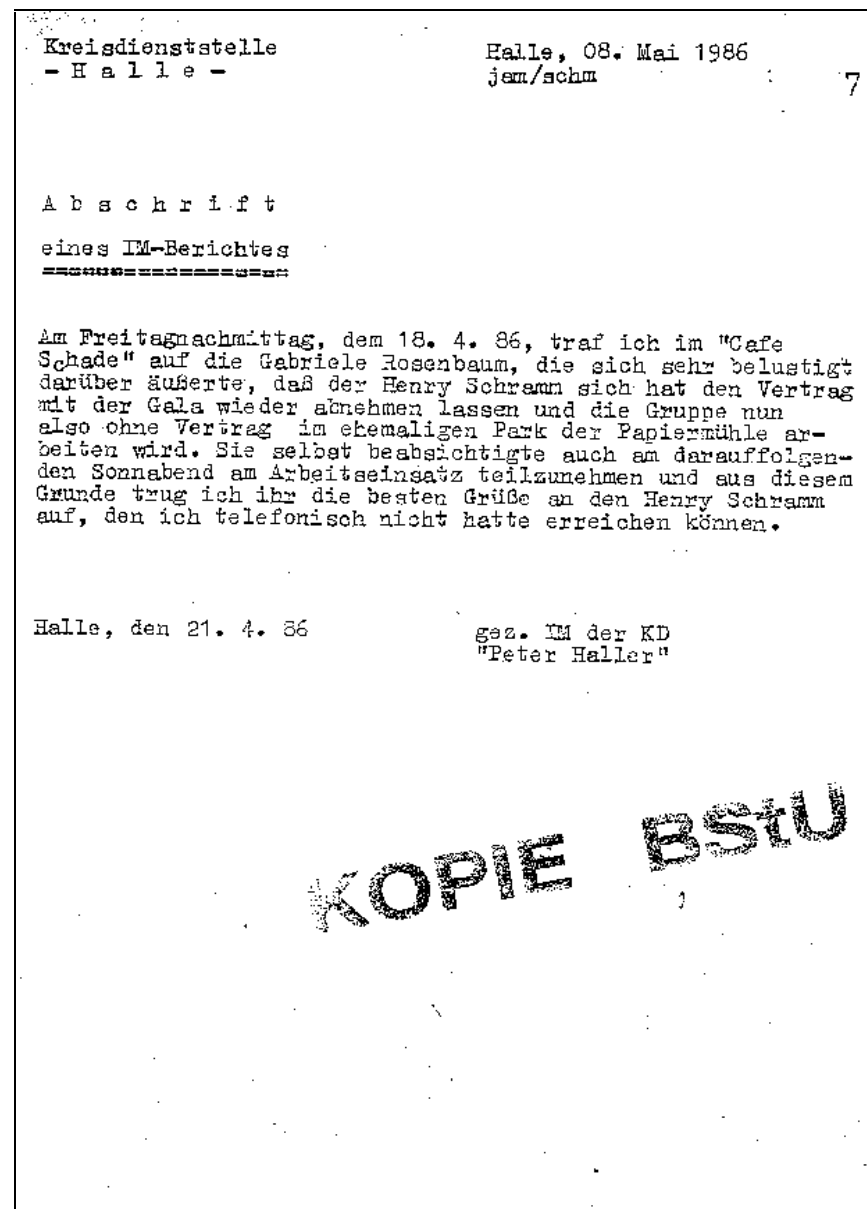 Kreisdienststelle
- H a l l e -
Halle, 08. Mai 1986
jam/schm
7
A b s c h r i f t
eines IM-Berichtes
==================
Am Freitagnachmittag, dem 18. 4. 86, traf ich im "Cafe
Schade" auf die Gabriele Rosenbaum, die sich sehr belustigt
darüber äußerte, daß der Henry Schramm sich hat den Vertrag
mit der Gala wieder abnehmen lassen und die Gruppe nun
also ohne Vertrag im ehemaligen Park der Papiermühle ar-
beiten wird. Sie selbst beabsichtigte auch am darauffolgen-
den Sonnabend am Arbeitseinsatz teilzunehmen und aus diesem
Grunde trug ich ihr die besten Grüße an den Henry Schramm
auf, den ich telefonisch nicht hatte erreichen können.
Halle, den 21. 4. 86
gez. IM der KD
"Peter Haller"
KOPIE BStU